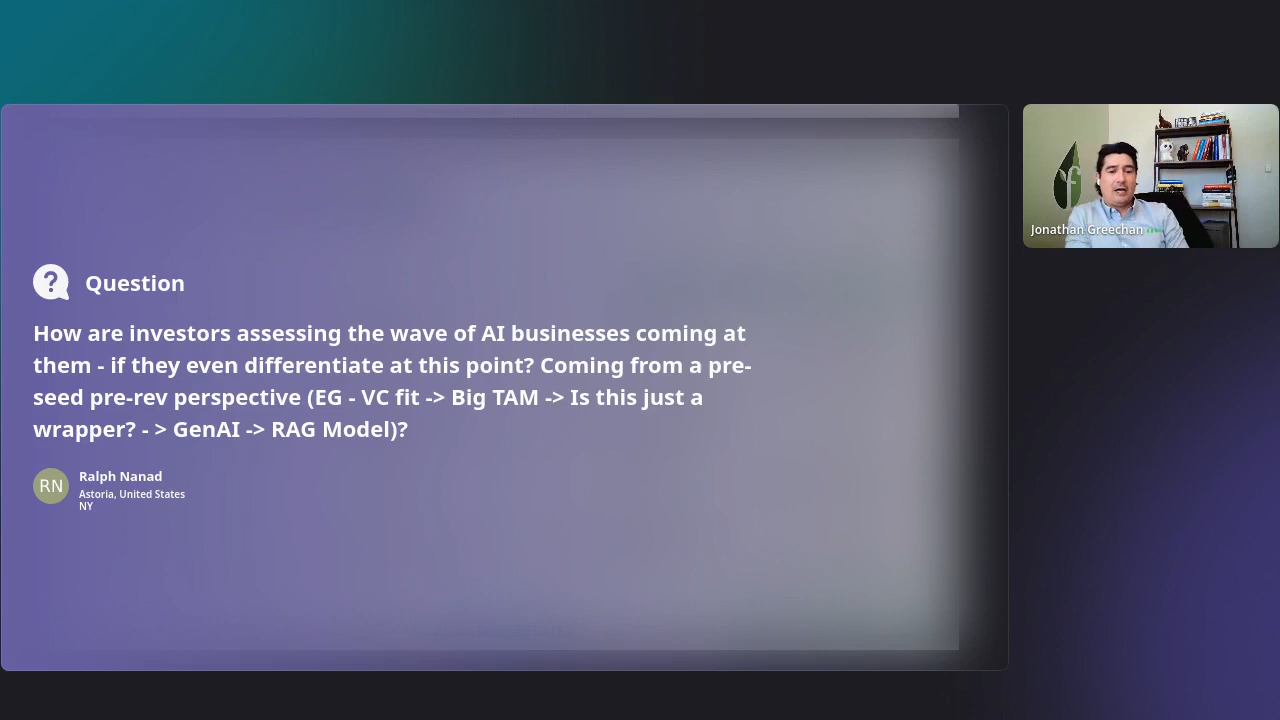 Question
How are investors assessing the wave of AI businesses coming at
them - if they even differentiate at this point? Coming from a pre-
seed pre-rev perspective (EG - VC fit -> Big TAM -> Is this just a
wrapper? - > GenAI -> RAG Model)?
RN
Ralph Nanad
Astoria, United States
NY
f
Jonathan Greechan